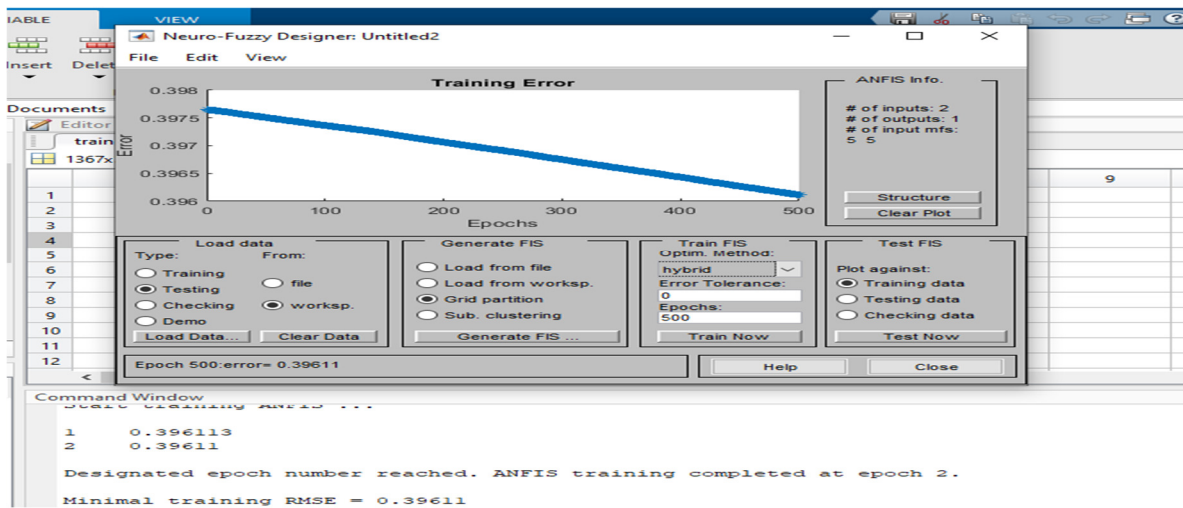 IABLE
VIEW
Insert
Delet
Documents
Editor
train
1367x
9
1
2
3
4
5
6
7
8
9
10
11
12
<
Neuro-Fuzzy Designer: Untitled2
File Edit View
Training Error
0.398
0.3975
0.397
0.3965
0.396
Error
0 100 200 300 400 500
Epochs
ANFIS Info.
# of inputs: 2
# of outputs: 1
# of input mfs:
5 5
Structure
Clear Plot
Load data
Type: From:
Training
Testing
Checking
Demo
file
worksp.
Load Data... Clear Data
Generate FIS
Load from file
Load from worksp.
Grid partition
Sub. clustering
Generate FIS ...
Train FIS
Optim. Method:
hybrid
Error Tolerance:
0
Epochs:
500
Train Now
Test FIS
Plot against:
Training data
Testing data
Checking data
Test Now
Epoch 500:error= 0.39611
Help
Close
Command Window
Start training ANFIS ...
1 0.396113
2 0.39611
Designated epoch number reached. ANFIS training completed at epoch 2.
Minimal training RMSE = 0.39611